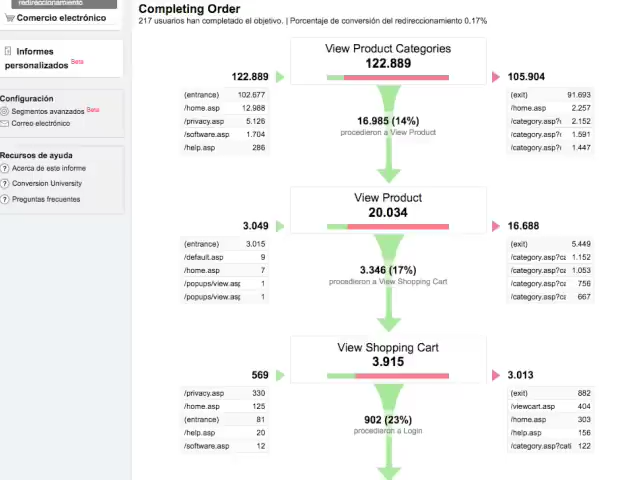 redireccionamiento
Comercio electrónico
Informes
personalizados Beta
Configuración
Segmentos avanzados Beta
Correo electrónico
Recursos de ayuda
Acerca de este informe
Conversion University
Preguntas frecuentes
Completing Order
217 usuarios han completado el objetivo. | Porcentaje de conversión del redireccionamiento 0,17%
View Product Categories
122.889
122.889
(entrance) 102.677
/home.asp 12.988
/privacy.asp 5.126
/software.asp 1.704
/help.asp 286
16.985 (14%)
procedieron a View Product
105.904
(exit) 91.693
/home.asp 2.257
/category.asp?c 2.152
/category.asp?c 1.591
/category.asp?c 1.447
View Product
20.034
3.049
(entrance) 3.015
/default.asp 9
/home.asp 7
/popups/view.asp 1
/popups/view.asp 1
3.346 (17%)
procedieron a View Shopping Cart
16.688
(exit) 5.449
/category.asp?ca 1.152
/category.asp?ca 1.053
/category.asp?ca 756
/category.asp?ca 667
View Shopping Cart
3.915
569
/privacy.asp 330
/home.asp 125
(entrance) 81
/help.asp 20
/software.asp 12
902 (23%)
procedieron a Login
3.013
(exit) 882
/viewcart.asp 404
/home.asp 303
/help.asp 156
/category.asp?cati 122